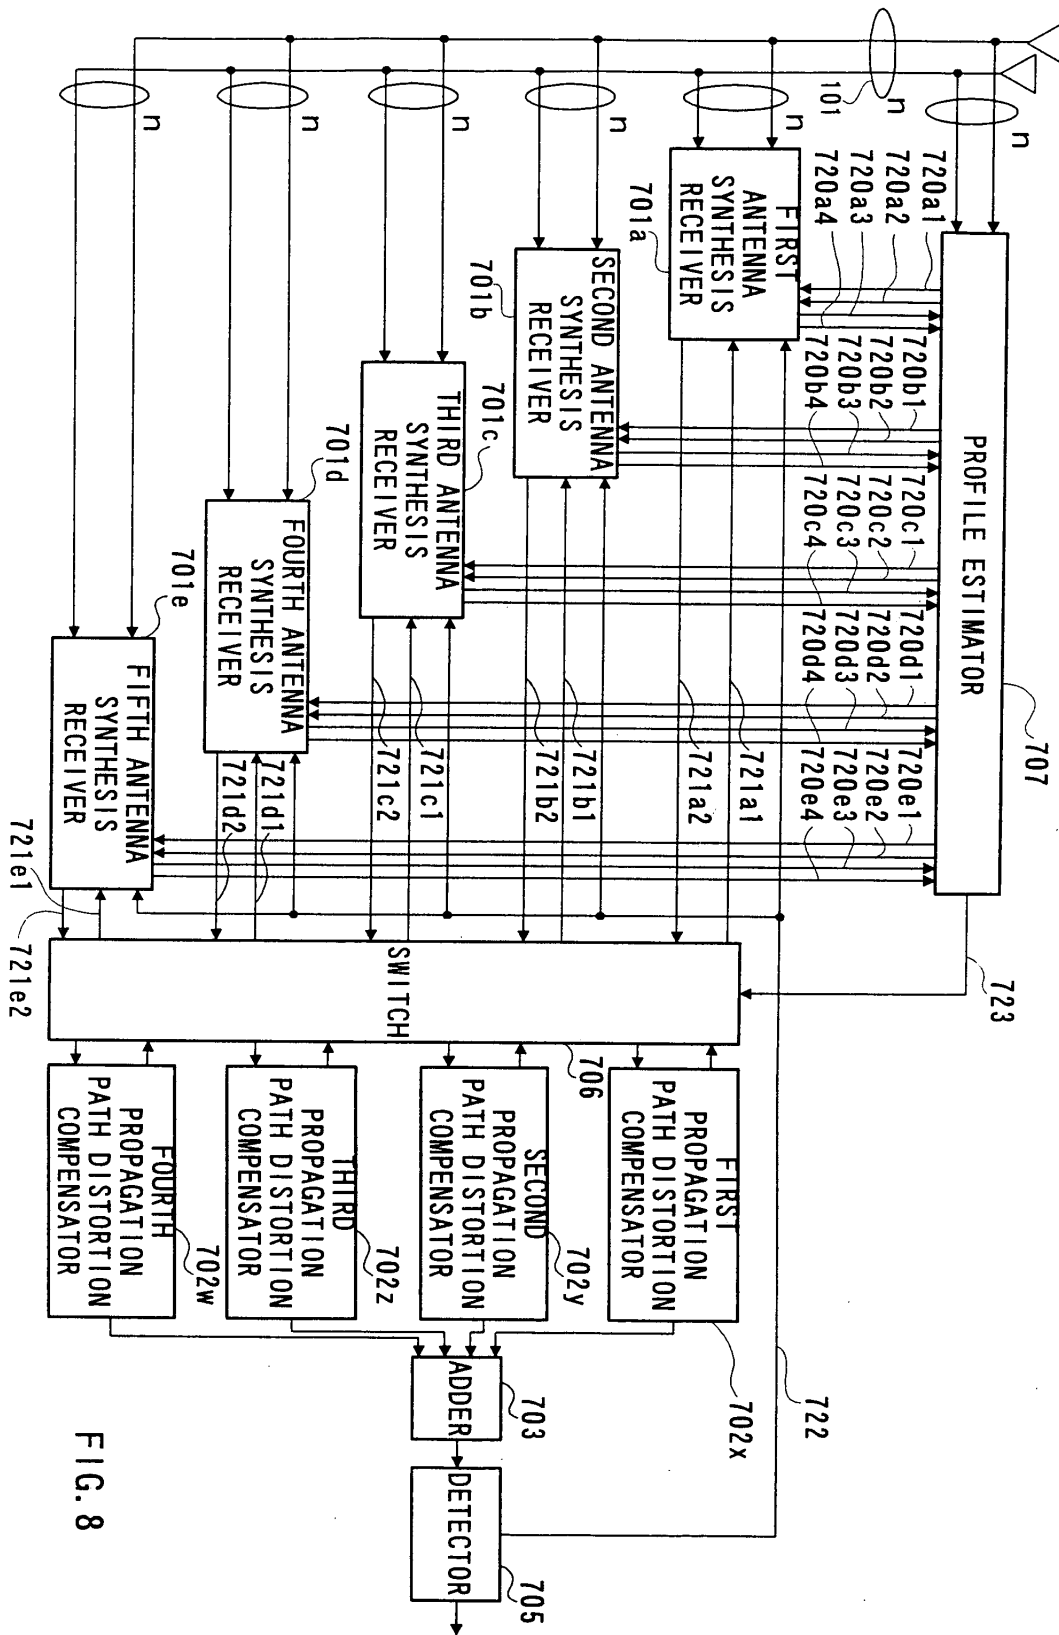 101
n
n
n
n
n
n
720a1
720a2
720a3
720a4
720b1
720b2
720b3
720b4
720c1
720c2
720c3
720c4
720d1
720d2
720d3
720d4
720e1
720e2
720e3
720e4
PROFILE ESTIMATOR
707
723
FIRST
ANTENNA
SYNTHESIS
RECEIVER
701a
SECOND ANTENNA
SYNTHESIS
RECEIVER
701b
THIRD ANTENNA
SYNTHESIS
RECEIVER
701c
FOURTH ANTENNA
SYNTHESIS
RECEIVER
701d
FIFTH ANTENNA
SYNTHESIS
RECEIVER
701e
721a1
721a2
721b1
721b2
721c1
721c2
721d1
721d2
721e1
721e2
SWITCH
706
FIRST
PROPAGATION
PATH DISTORTION
COMPENSATOR
702x
SECOND
PROPAGATION
PATH DISTORTION
COMPENSATOR
702y
THIRD
PROPAGATION
PATH DISTORTION
COMPENSATOR
702z
FOURTH
PROPAGATION
PATH DISTORTION
COMPENSATOR
702w
722
ADDER
703
DETECTOR
705
FIG. 8